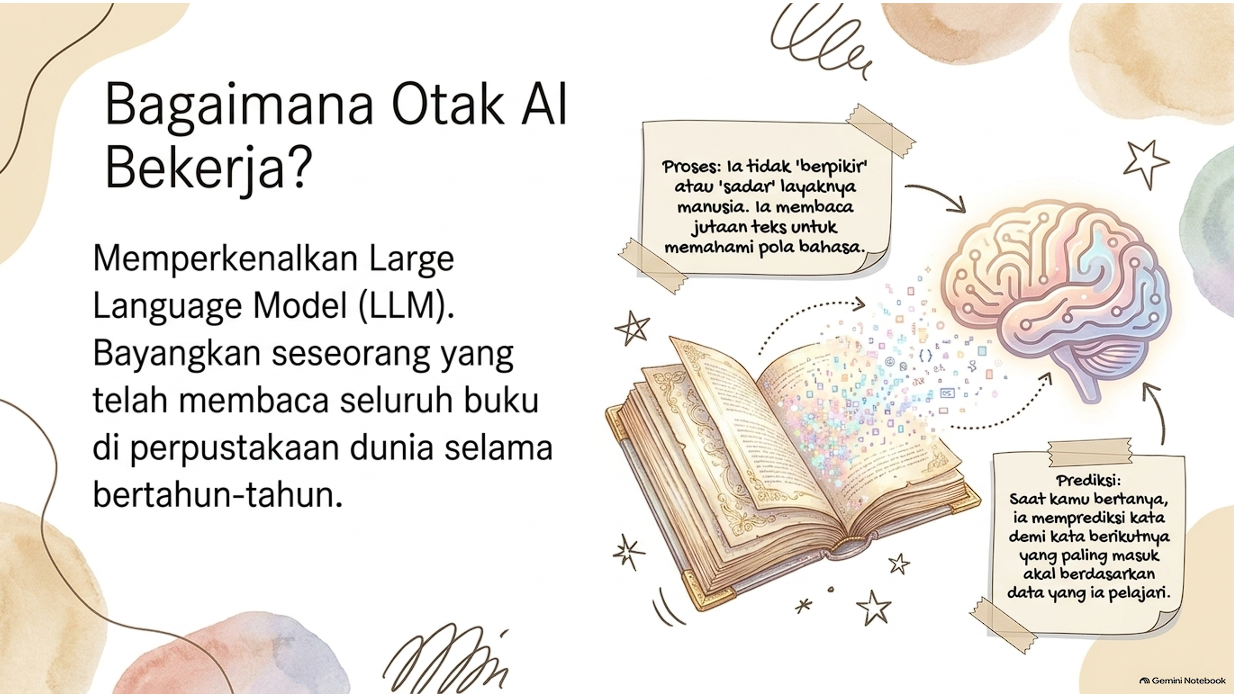 Bagaimana Otak AI
Bekerja?
Memperkenalkan Large
Language Model (LLM).
Bayangkan seseorang yang
telah membaca seluruh buku
di perpustakaan dunia selama
bertahun-tahun.
Proses: Ia tidak 'berpikir'
atau 'sadar' layaknya
manusia. Ia membaca
jutaan teks untuk
memahami pola bahasa.
Prediksi:
Saat kamu bertanya,
ia memprediksi kata
demi kata berikutnya
yang paling masuk
akal berdasarkan
data yang ia pelajari.
Gemini Notebook